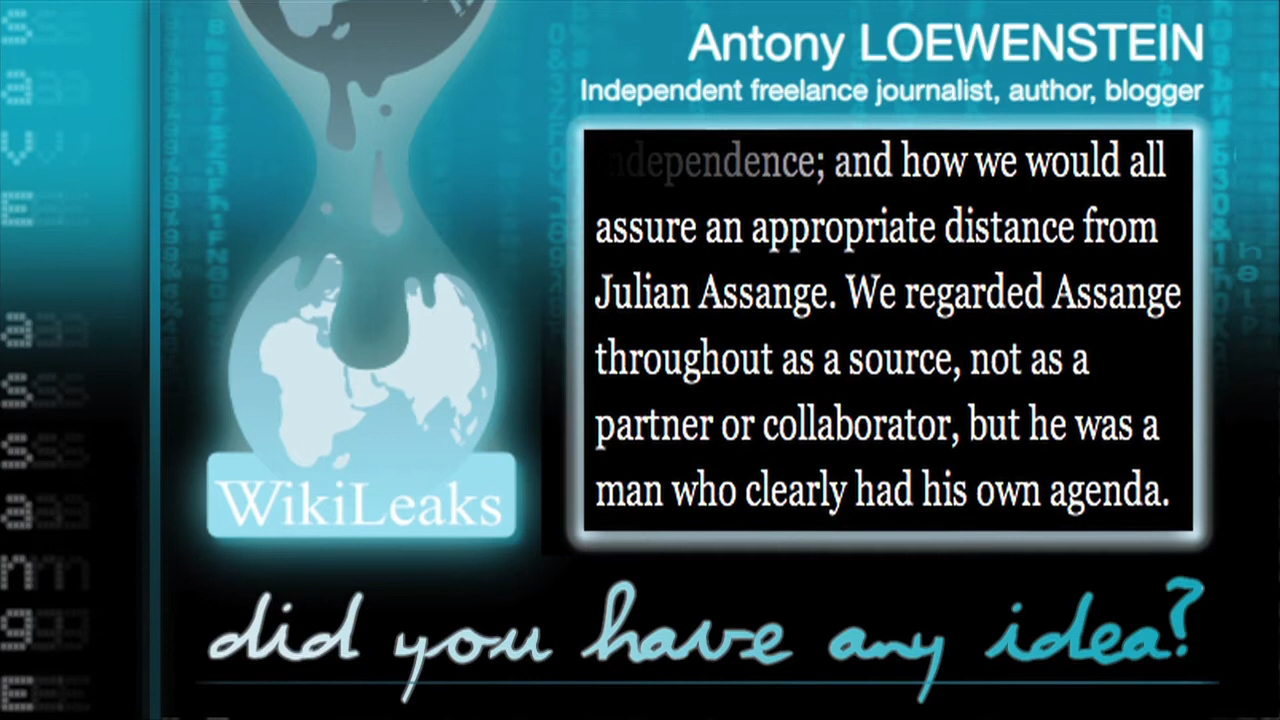 Antony LOEWENSTEIN
Independent freelance journalist, author, blogger
independence; and how we would all
assure an appropriate distance from
Julian Assange. We regarded Assange
throughout as a source, not as a
partner or collaborator, but he was a
man who clearly had his own agenda.
WikiLeaks
did you have any idea?